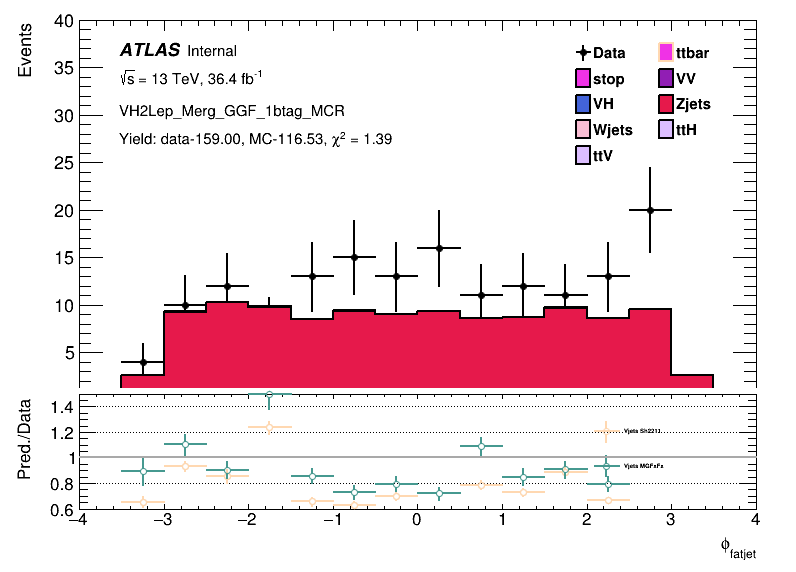 Events
40
35
30
25
20
15
10
5
ATLAS Internal
√s = 13 TeV, 36.4 fb⁻¹
VH2Lep_Merg_GGF_1btag_MCR
Yield: data-159.00, MC-116.53, χ² = 1.39
Data
ttbar
stop
VV
VH
Zjets
Wjets
ttH
ttV
Pred./Data
1.4
1.2
1
0.8
0.6
Vjets Sh2211
Vjets MGFxFx
−4 −3 −2 −1 0 1 2 3 4
ϕfatjet